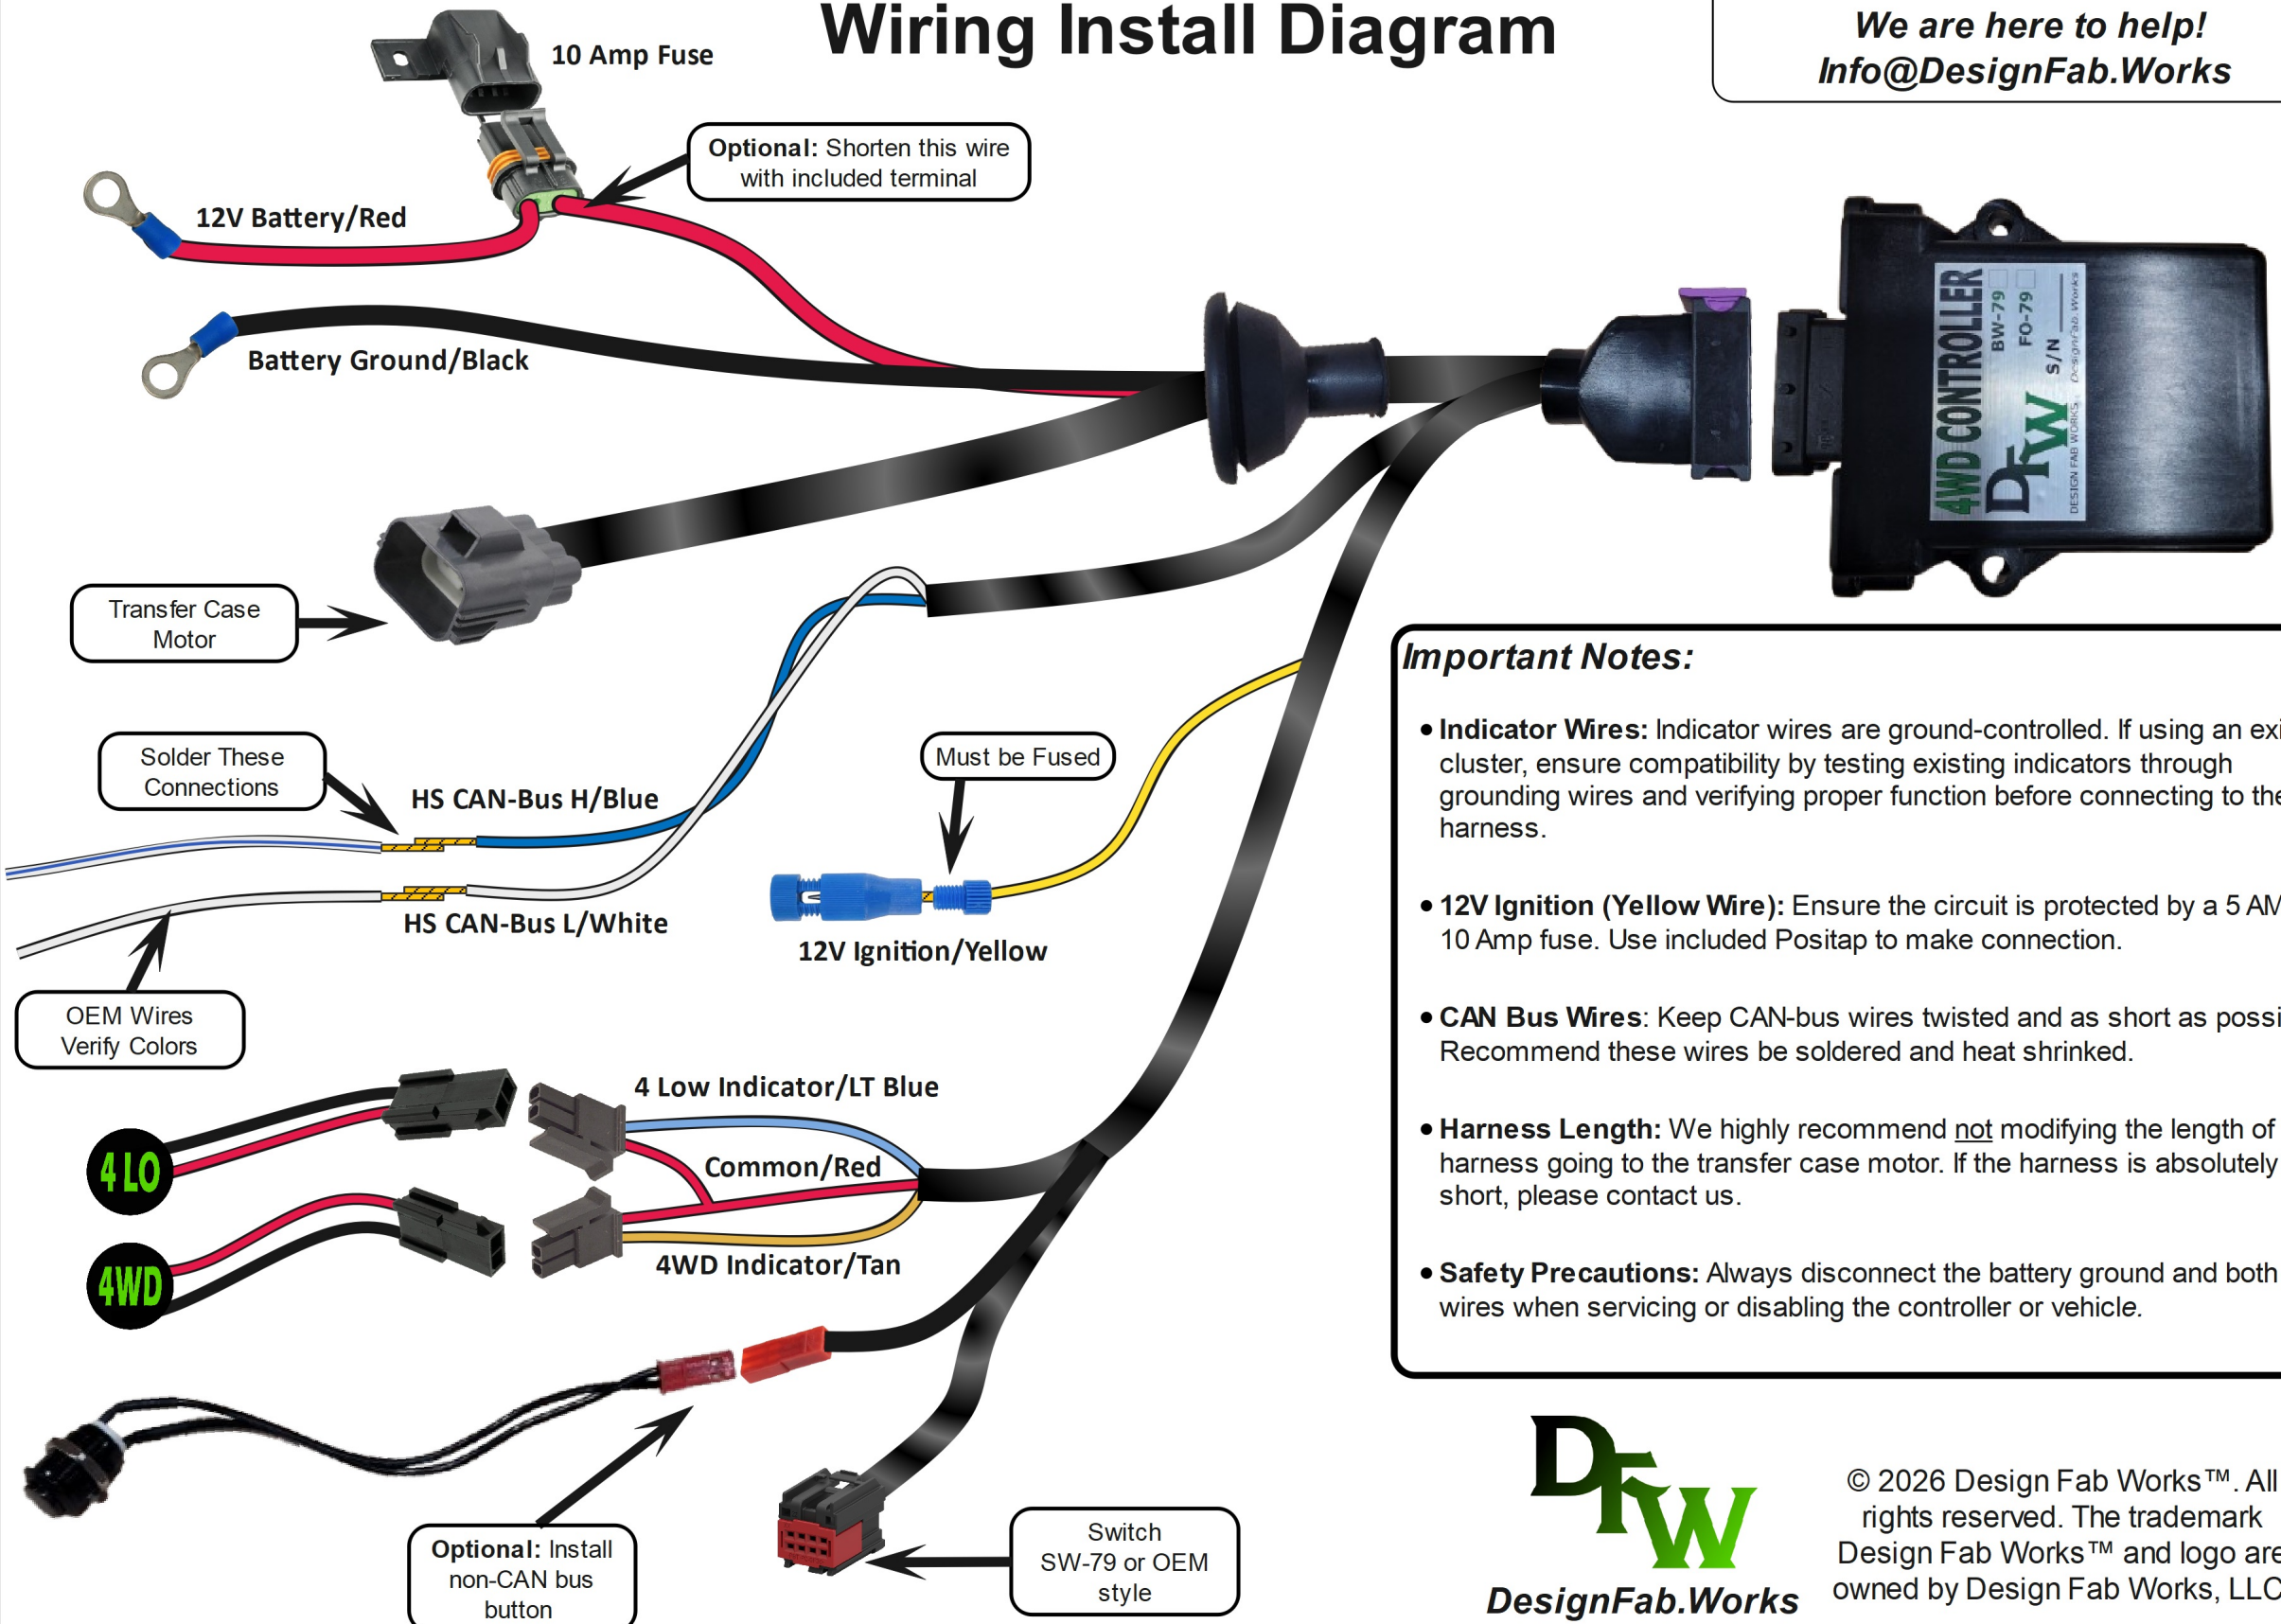 Wiring Install Diagram
We are here to help!
Info@DesignFab.Works
10 Amp Fuse
Optional: Shorten this wire
with included terminal
12V Battery/Red
Battery Ground/Black
4WD CONTROLLER
BW-79
FO-79
S/N
DFW
DESIGN FAB WORKS
DesignFab.Works
Transfer Case
Motor
Solder These
Connections
HS CAN-Bus H/Blue
HS CAN-Bus L/White
Must be Fused
12V Ignition/Yellow
OEM Wires
Verify Colors
4 Low Indicator/LT Blue
Common/Red
4WD Indicator/Tan
4 LO
4WD
Optional: Install
non-CAN bus
button
Switch
SW-79 or OEM
style
Important Notes:
• Indicator Wires: Indicator wires are ground-controlled. If using an
cluster, ensure compatibility by testing existing indicators through
grounding wires and verifying proper function before connecting to
harness.
• 12V Ignition (Yellow Wire): Ensure the circuit is protected by a 5
10 Amp fuse. Use included Positap to make connection.
• CAN Bus Wires: Keep CAN-bus wires twisted and as short as
Recommend these wires be soldered and heat shrinked.
• Harness Length: We highly recommend not modifying the length of
harness going to the transfer case motor. If the harness is absolutely
short, please contact us.
• Safety Precautions: Always disconnect the battery ground and both
wires when servicing or disabling the controller or vehicle.
DFW
DesignFab.Works
© 2026 Design Fab Works™. All
rights reserved. The trademark
Design Fab Works™ and logo are
owned by Design Fab Works, LLC